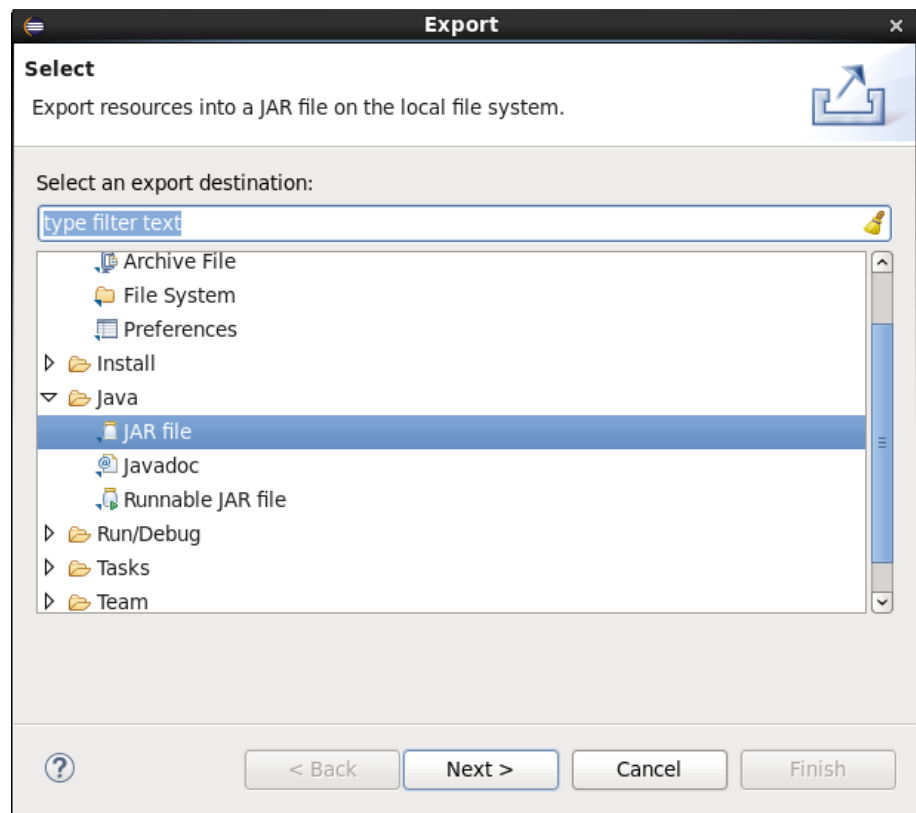 Export
Select
Export resources into a JAR file on the local file system.
Select an export destination:
type filter text
Archive File
File System
Preferences
Install
Java
JAR file
Javadoc
Runnable JAR file
Run/Debug
Tasks
Team
< Back Next > Cancel Finish